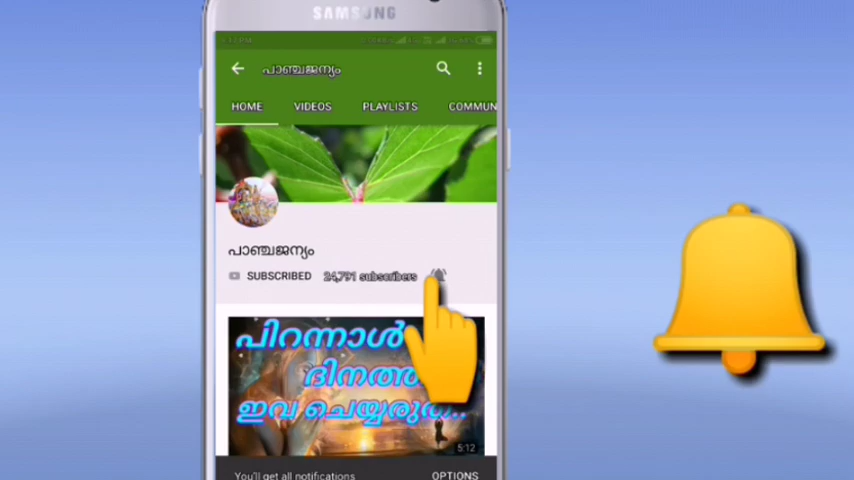 SAMSUNG
പാഞ്ചജന്യം
HOME VIDEOS PLAYLISTS COMMUN
പാഞ്ചജന്യം
SUBSCRIBED 24,791 subscribers
പിറന്നാൾ
ഇവ ചെയ്യരുത്..
5:12
You'll get all notifications OPTIONS